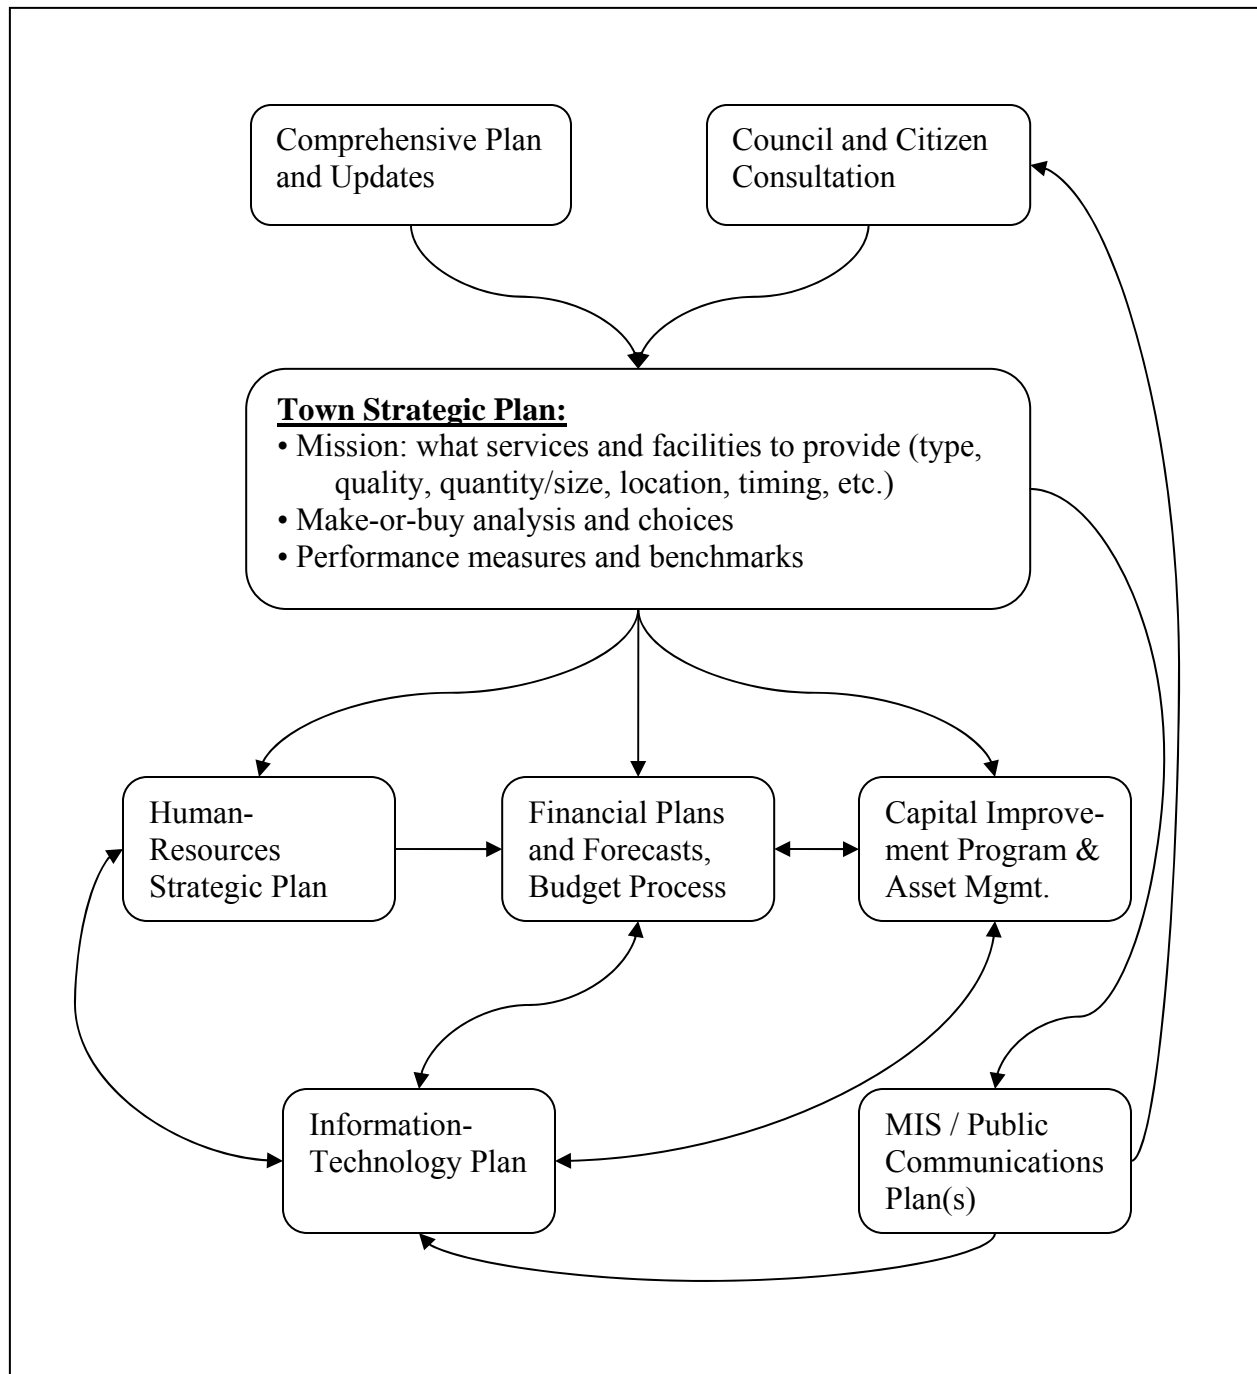 Comprehensive Plan
and Updates
Council and Citizen
Consultation
Town Strategic Plan:
• Mission: what services and facilities to provide (type,
quality, quantity/size, location, timing, etc.)
• Make-or-buy analysis and choices
• Performance measures and benchmarks
Human-
Resources
Strategic Plan
Financial Plans
and Forecasts,
Budget Process
Capital Improve-
ment Program &
Asset Mgmt.
Information-
Technology Plan
MIS / Public
Communications
Plan(s)